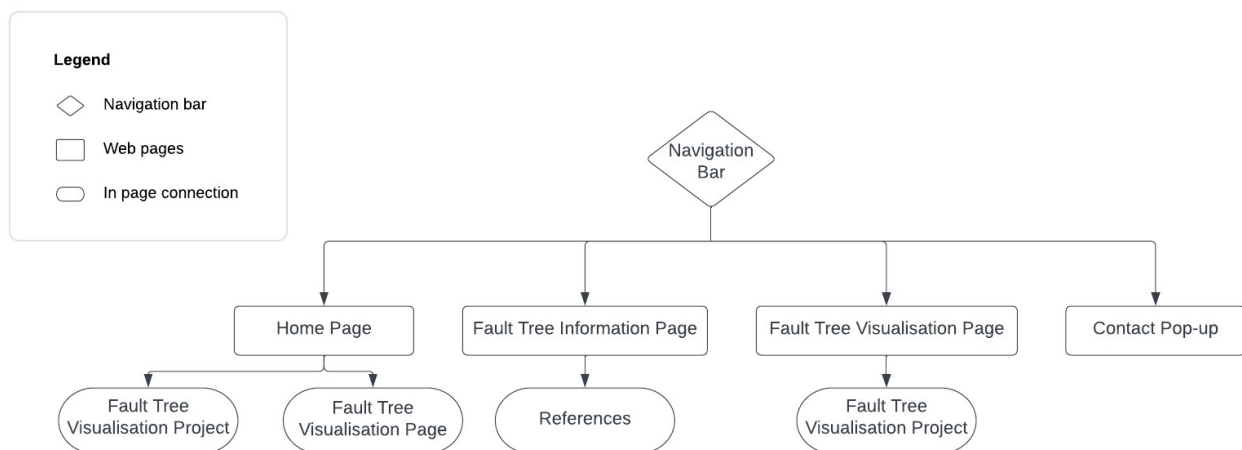 Legend
Navigation bar
Web pages
In page connection
Navigation
Bar
Home Page
Fault Tree Information Page
Fault Tree Visualisation Page
Contact Pop-up
Fault Tree
Visualisation Project
Fault Tree
Visualisation Page
References
Fault Tree
Visualisation Project